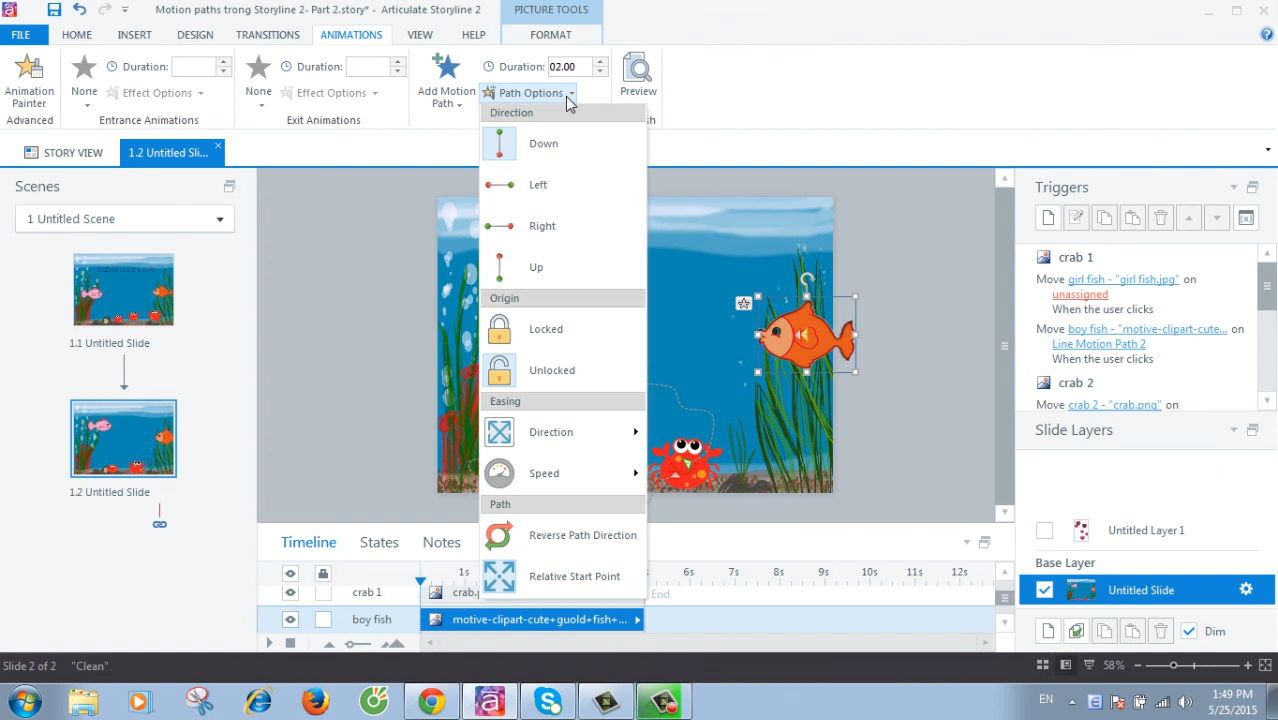 Motion paths trong Storyline 2- Part 2.story* - Articulate Storyline 2
PICTURE TOOLS
FILE HOME INSERT DESIGN TRANSITIONS ANIMATIONS VIEW HELP FORMAT
Animation Painter
Advanced
None
Duration:
Effect Options
Entrance Animations
None
Duration:
Effect Options
Exit Animations
Add Motion Path
Duration: 02.00
Path Options
Preview
Direction
Down
Left
Right
Up
Origin
Locked
Unlocked
Easing
Direction
Speed
Path
Reverse Path Direction
Relative Start Point
STORY VIEW
1.2 Untitled Sli...
Scenes
1 Untitled Scene
1.1 Untitled Slide
1.2 Untitled Slide
Triggers
crab 1
Move girl fish - "girl fish.jpg" on
unassigned
When the user clicks
Move boy fish - "motive-clipart-cute... on
Line Motion Path 2
When the user clicks
crab 2
Move crab 2 - "crab.png" on
Slide Layers
Untitled Layer 1
Base Layer
Untitled Slide
Dim
Timeline States Notes
1s 6s 7s 8s 9s 10s 11s 12s
crab 1
End
boy fish
motive-clipart-cute+guold+fish+...
Slide 2 of 2 "Clean"
58%
EN
1:49 PM
5/25/2015